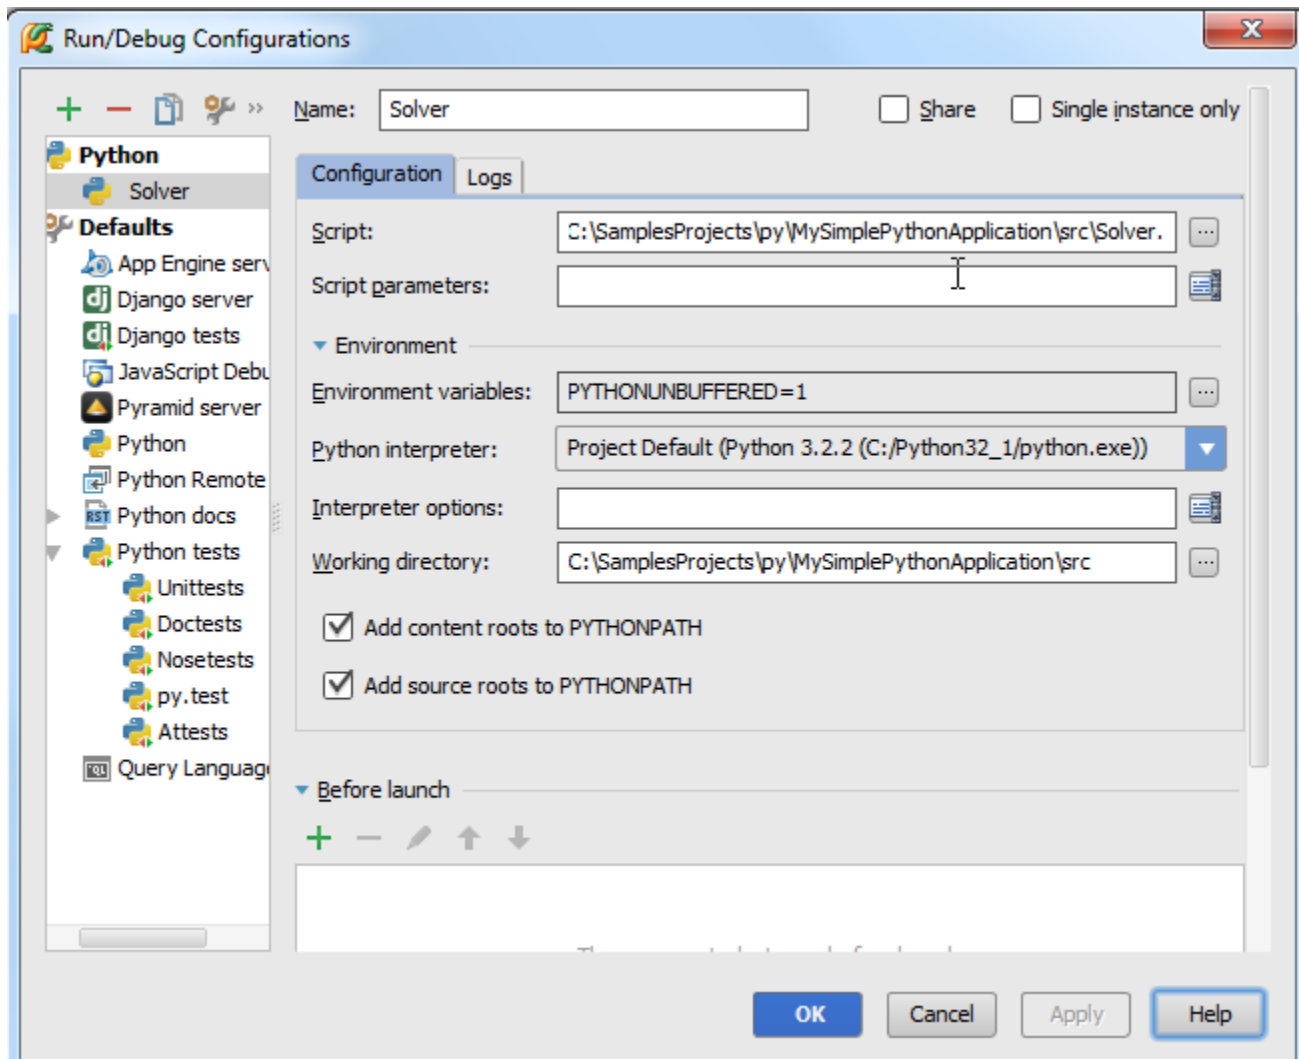 Run/Debug Configurations
Name: Solver Share Single instance only
Python
Solver
Defaults
App Engine serv
Django server
Django tests
JavaScript Debu
Pyramid server
Python
Python Remote
RST Python docs
Python tests
Unittests
Doctests
Nosetests
py.test
Attests
Query Languag
Configuration Logs
Script: C:\SamplesProjects\py\MySimplePythonApplication\src\Solver.
Script parameters:
Environment
Environment variables: PYTHONUNBUFFERED=1
Python interpreter: Project Default (Python 3.2.2 (C:/Python32_1/python.exe))
Interpreter options:
Working directory: C:\SamplesProjects\py\MySimplePythonApplication\src
Add content roots to PYTHONPATH
Add source roots to PYTHONPATH
Before launch
OK Cancel Apply Help